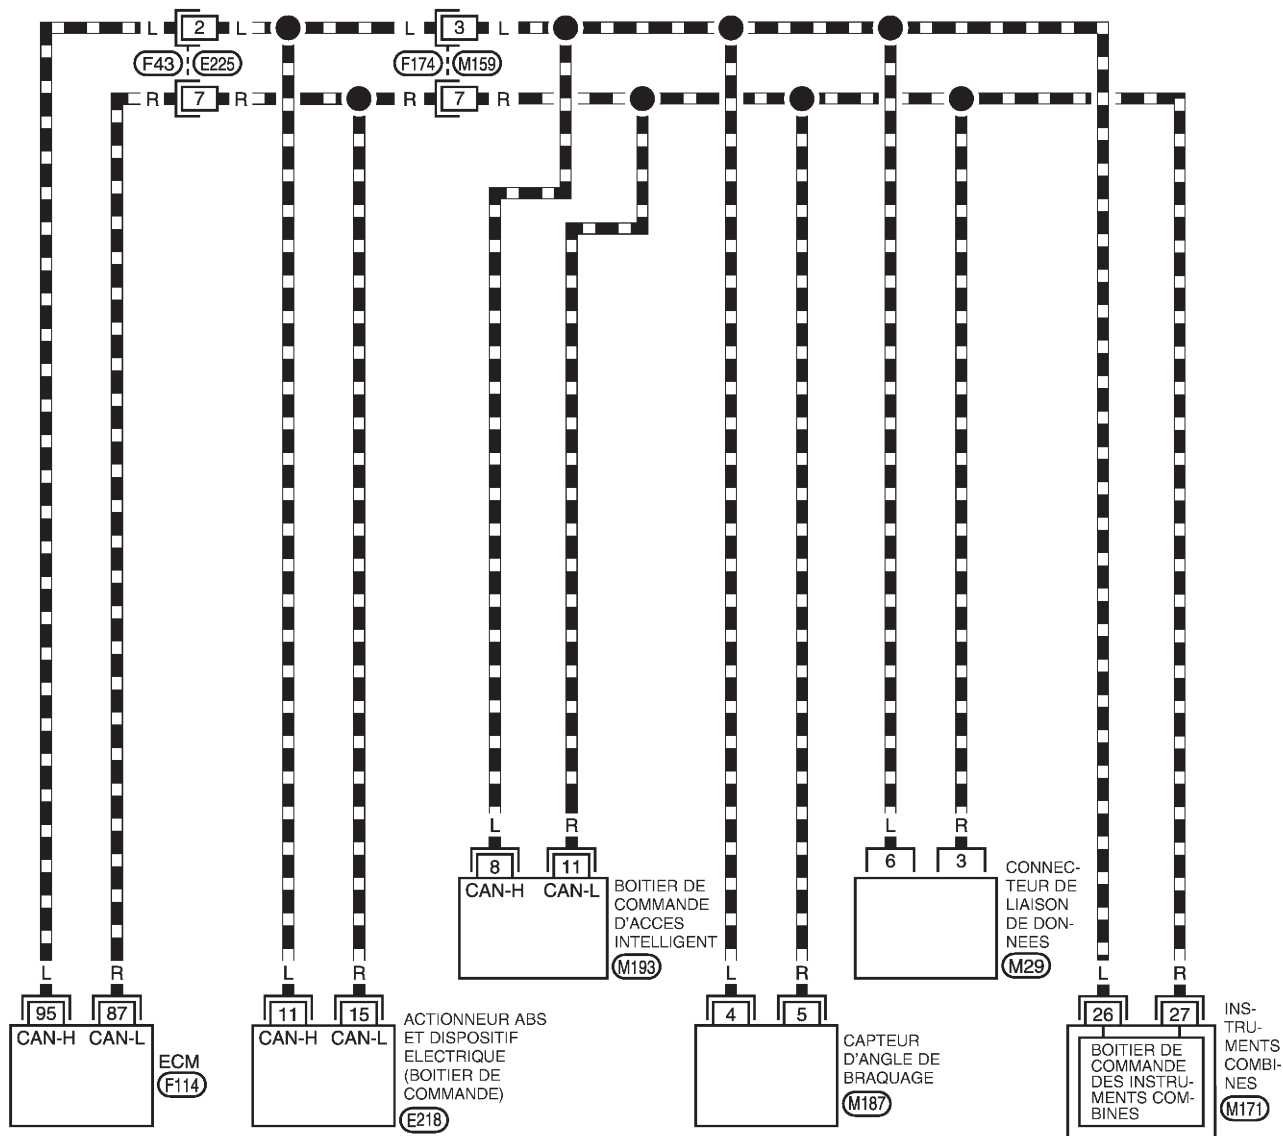 L 2 L L 3 L
F43 E225 F174 M159
R 7 R R 7 R
L R L R
8 11 6 3
CAN-H CAN-L
BOITIER DE
COMMANDE
D'ACCES
INTELLIGENT
M193
CONNEC-
TEUR DE
LIAISON
DE DON-
NEES
M29
L R L R L R L R
95 87 11 15 4 5 26 27
CAN-H CAN-L
ECM
F114
CAN-H CAN-L
ACTIONNEUR ABS
ET DISPOSITIF
ELECTRIQUE
(BOITIER DE
COMMANDE)
E218
CAPTEUR
D'ANGLE DE
BRAQUAGE
M187
BOITIER DE
COMMANDE
DES INSTRU-
MENTS COM-
BINES
INS-
TRU-
MENTS
COMBI-
NES
M171